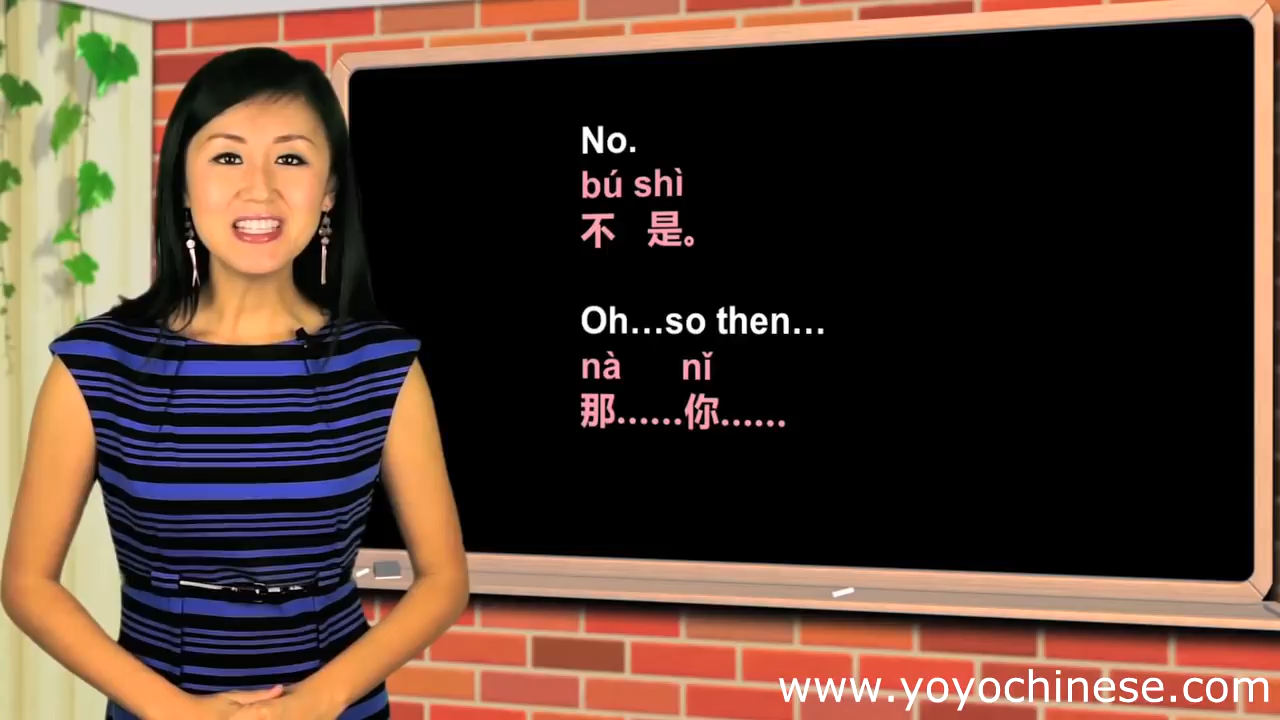 No.
bú shì
不 是。
Oh...so then...
nà nǐ
那......你......
www.yoyochinese.com